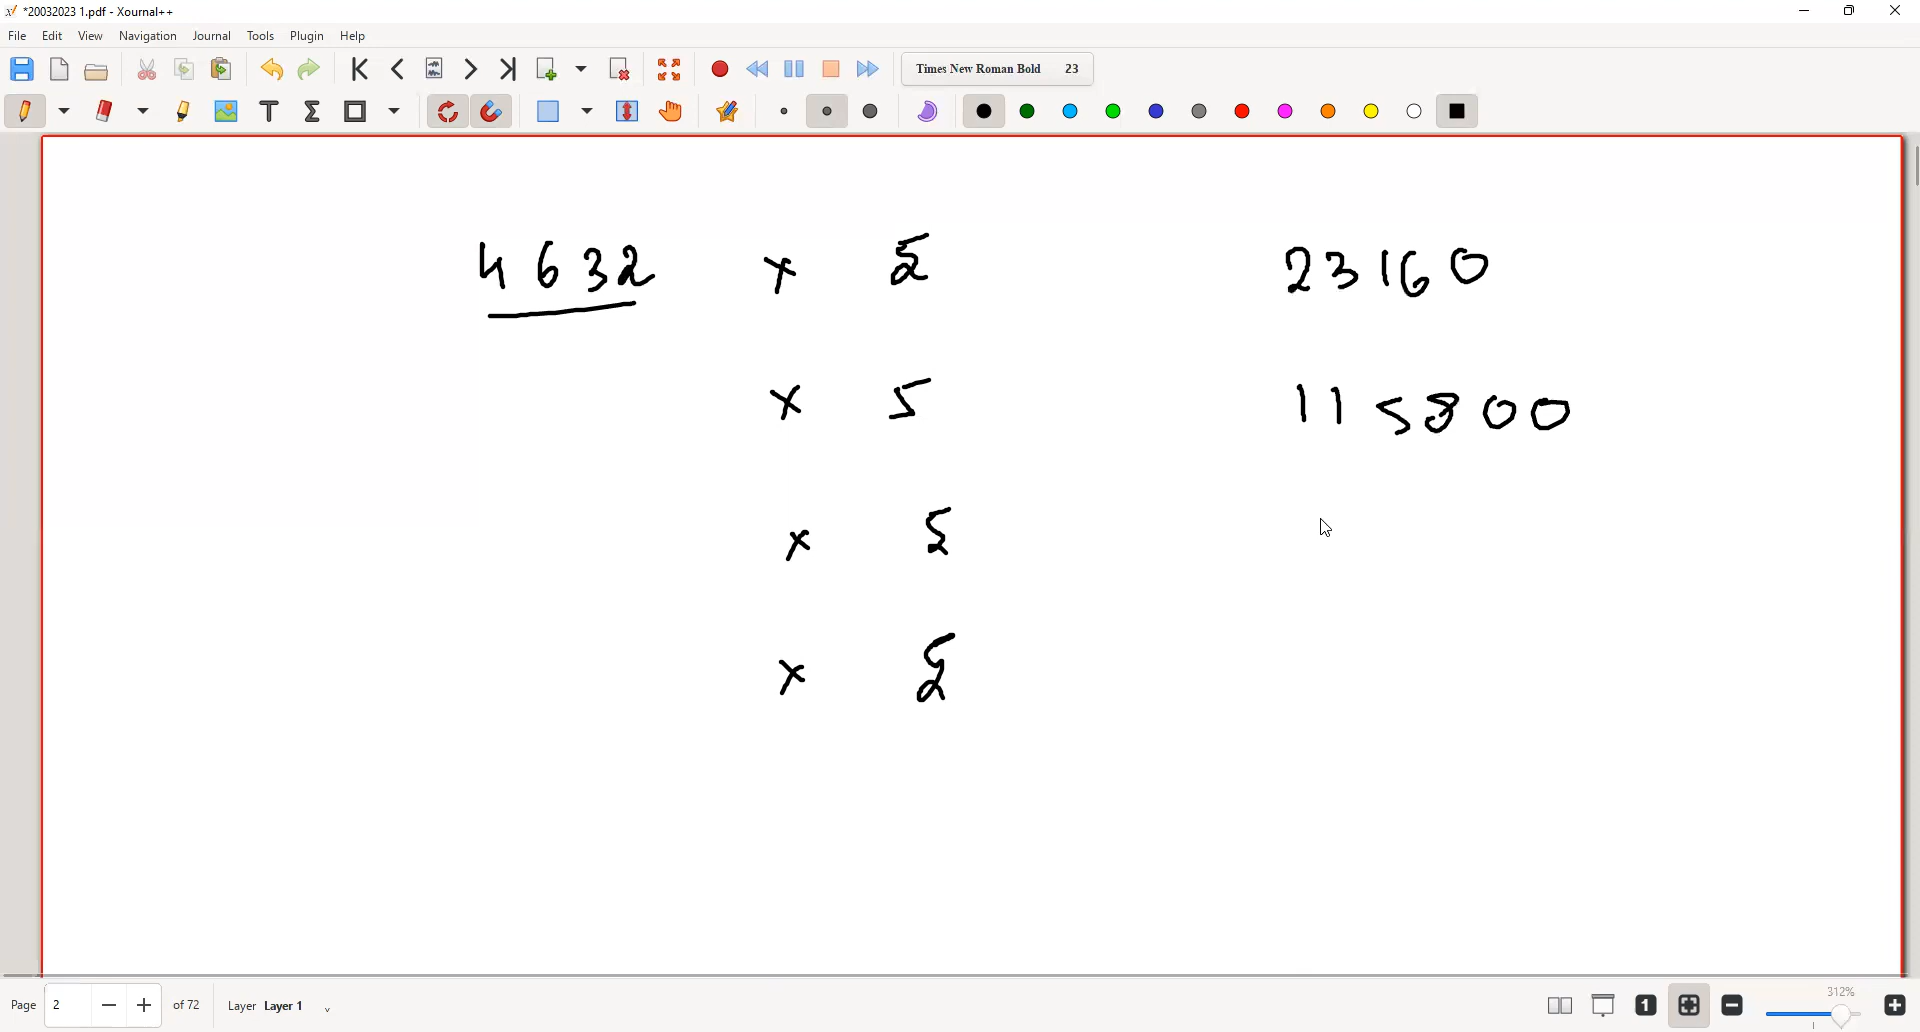 *20032023 1.pdf - Xournal++
File Edit View Navigation Journal Tools Plugin Help
Times New Roman Bold 23
4632 x 5 23160
x 5 115800
x 5
x 5
Page 2 of 72 Layer Layer 1 312%